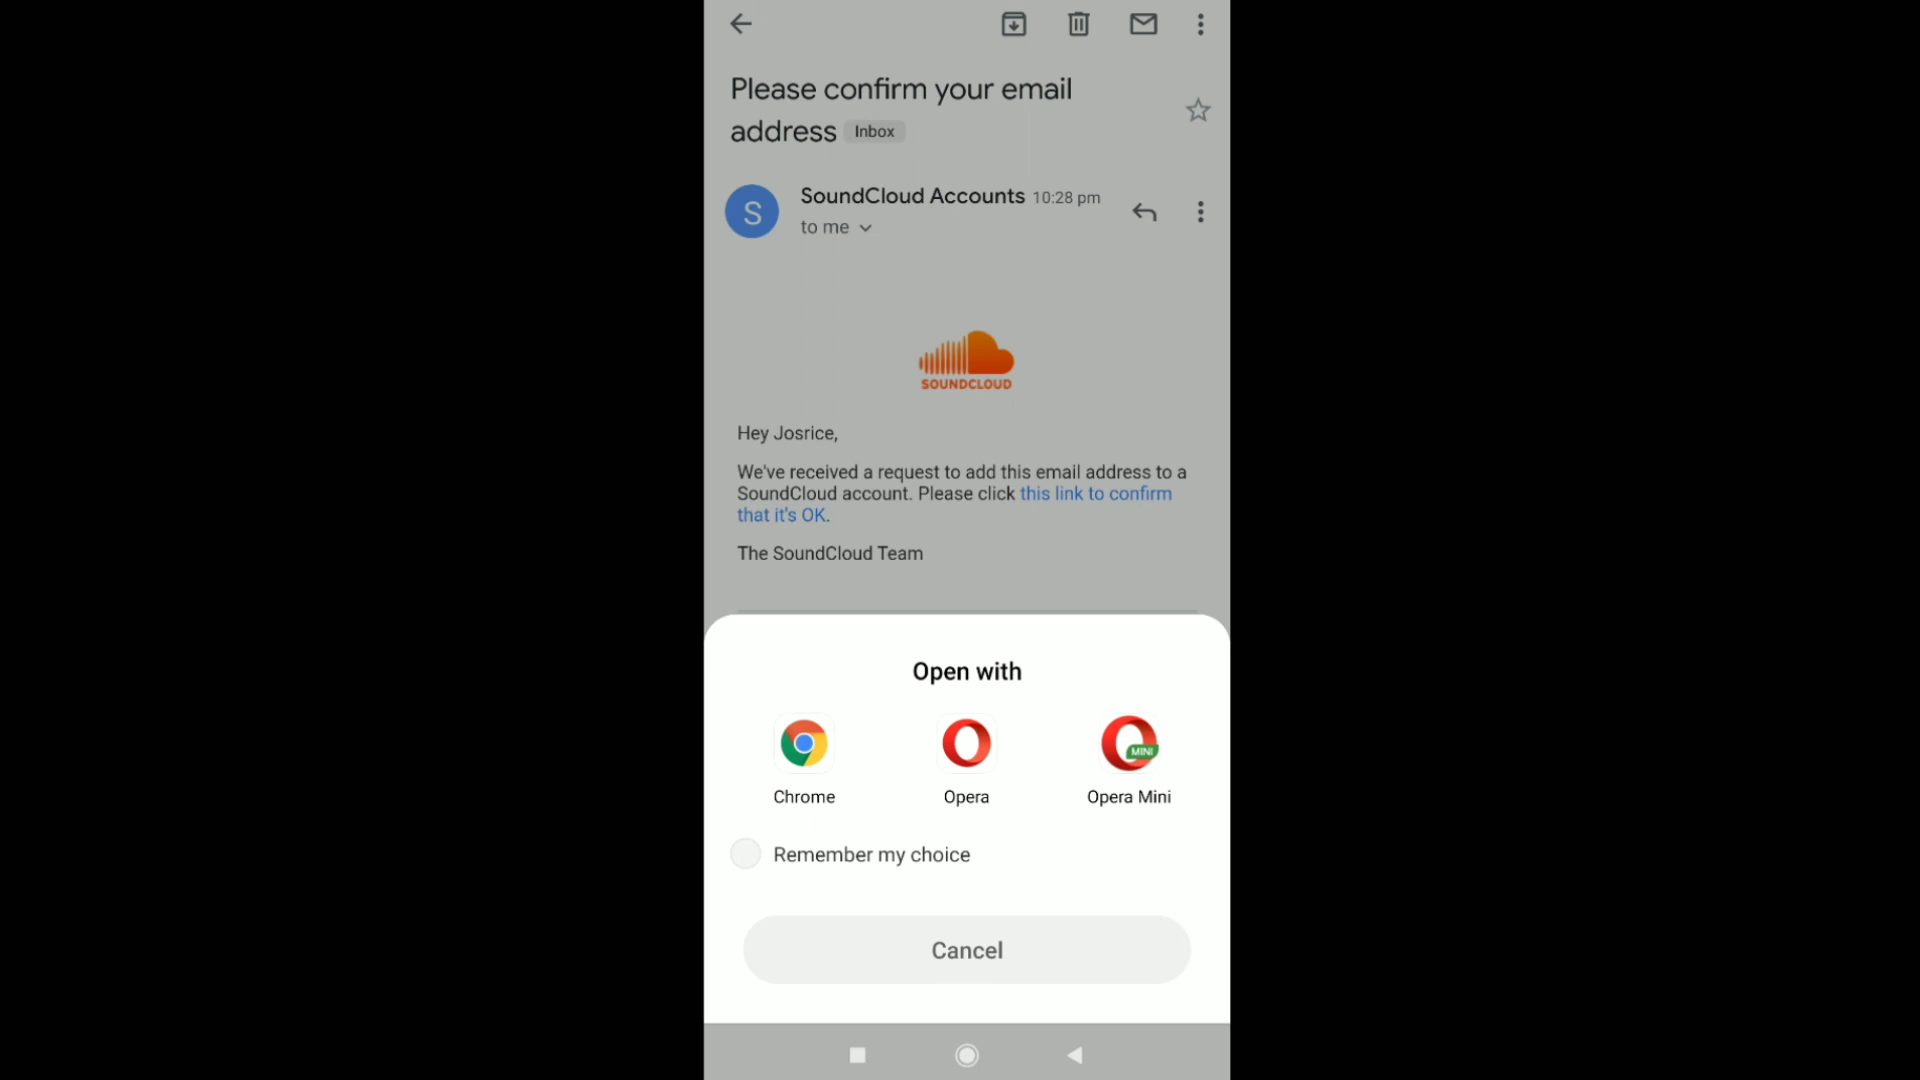 Please confirm your email
address Inbox
S
SoundCloud Accounts 10:28 pm
to me
SOUNDCLOUD
Hey Josrice,
We've received a request to add this email address to a
SoundCloud account. Please click this link to confirm
that it's OK.
The SoundCloud Team
Open with
MINI
Chrome Opera Opera Mini
Remember my choice
Cancel